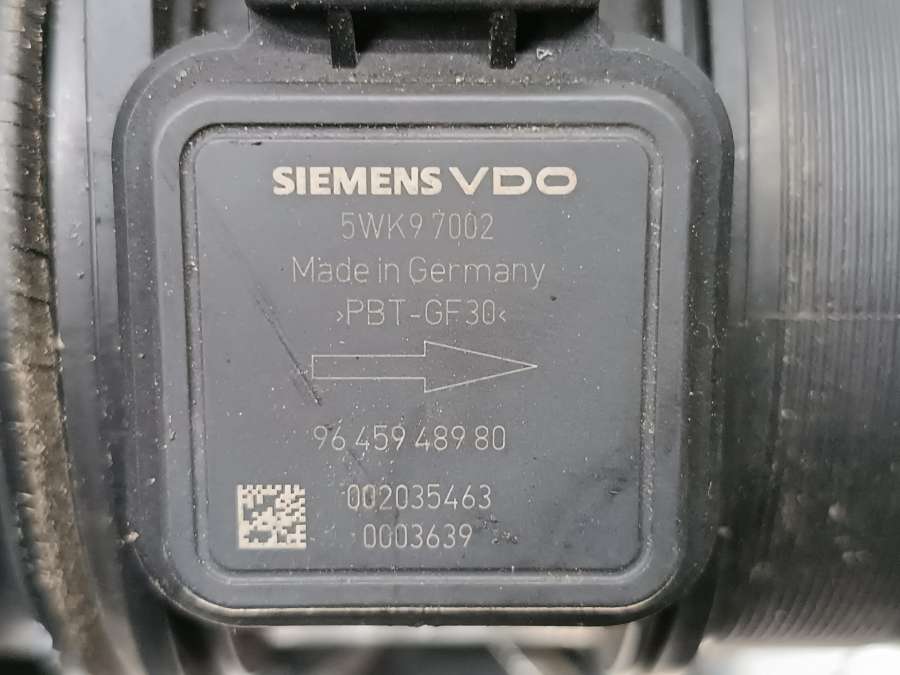 SIEMENS VDO
5WK9 7002
Made in Germany
>PBT-GF30<
96 459 489 80
002035463
0003639